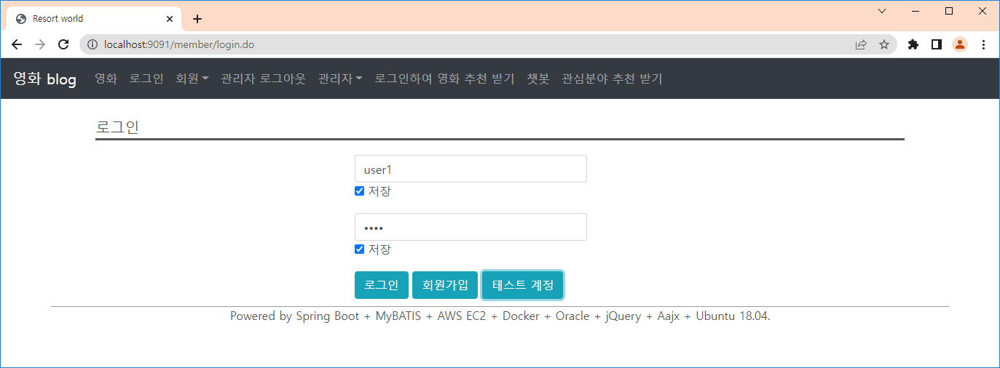 Resort world
localhost:9091/member/login.do
영화 blog 영화 로그인 회원 관리자 로그아웃 관리자 로그인하여 영화 추천 받기 챗봇 관심분야 추천 받기
로그인
user1
저장
••••
저장
로그인 회원가입 테스트 계정
Powered by Spring Boot + MyBATIS + AWS EC2 + Docker + Oracle + jQuery + Aajx + Ubuntu 18.04.